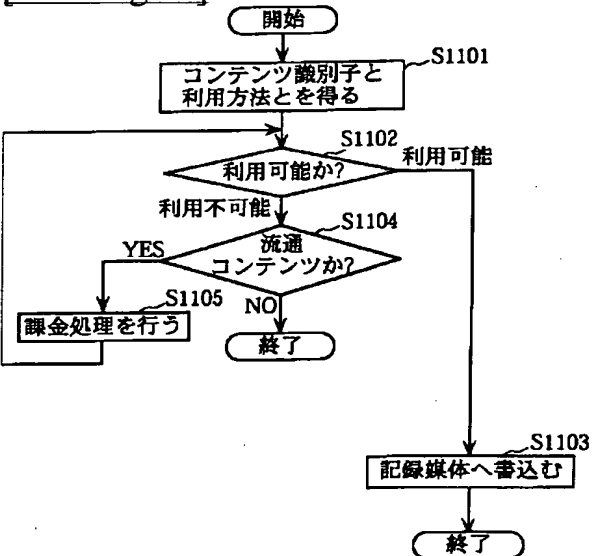 開始
S1101
コンテンツ識別子と
利用方法とを得る
S1102
利用可能か?
利用可能
利用不可能
S1104
流通
コンテンツか?
YES
S1105
課金処理を行う
NO
終了
S1103
記録媒体へ書込む
終了